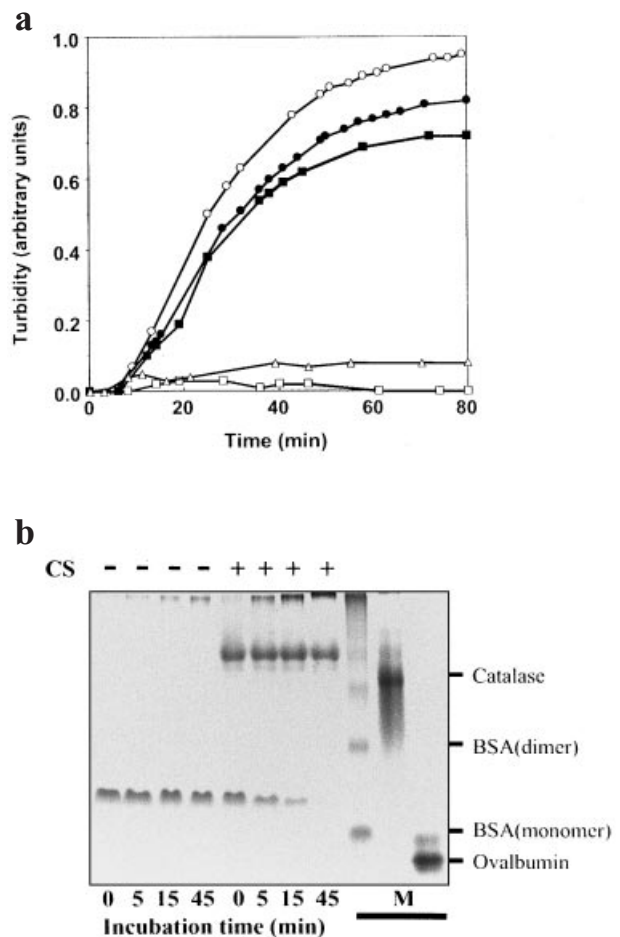 a
Turbidity (arbitrary units)
1.0
0.8
0.6
0.4
0.2
0.0
0 20 40 60 80
Time (min)
b
CS - - - - + + + +
Catalase
BSA(dimer)
BSA(monomer)
Ovalbumin
0 5 15 45 0 5 15 45 M
Incubation time (min)